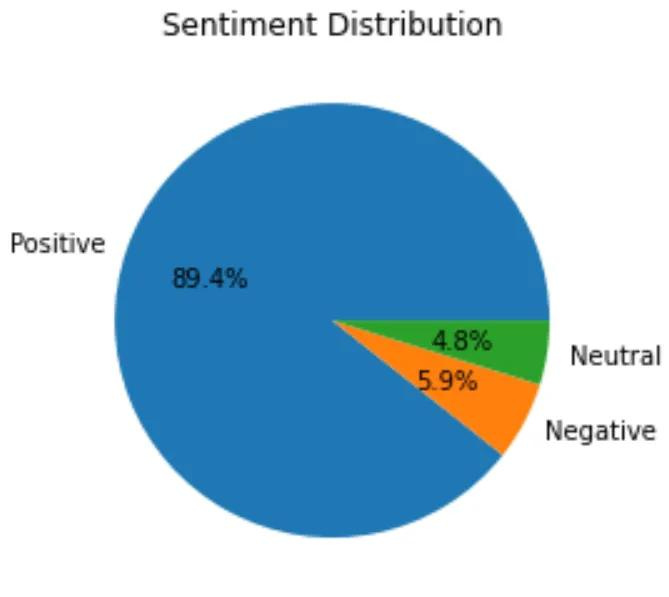 Sentiment Distribution
Positive
89.4%
4.8%
Neutral
5.9%
Negative